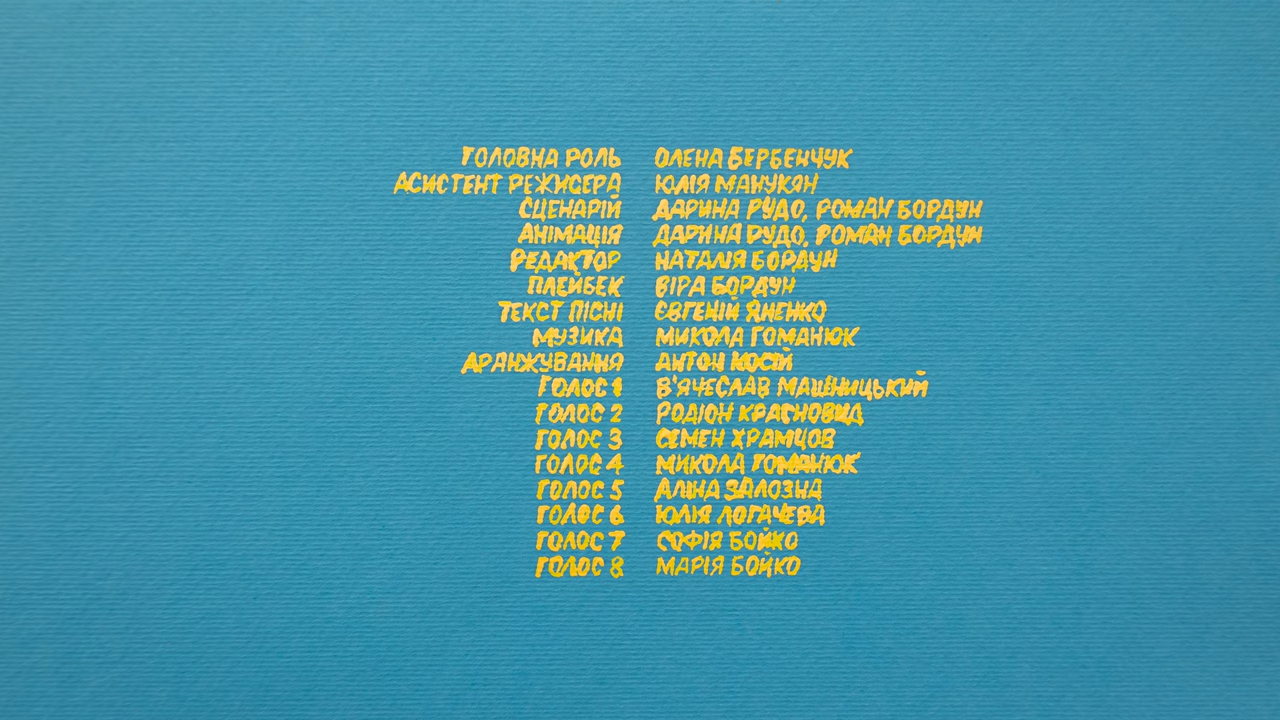 ГОЛОВНА РОЛЬ ОЛЕНА БЕРБЕНЧУК
АСИСТЕНТ РЕЖИСЕРА ЮЛІЯ МАНУКЯН
СЦЕНАРІЙ ДАРИНА РУДО, РОМАН БОРДУН
АНІМАЦІЯ ДАРИНА РУДО, РОМАН БОРДУН
РЕДАКТОР НАТАЛІЯ БОРДУН
ПЛЕЙБЕК ВІРА БОРДУН
ТЕКСТ ПІСНІ ЄВГЕНІЙ ЯНЕНКО
МУЗИКА МИКОЛА ГОМАНЮК
АРАНЖУВАННЯ АНТОН КОСІЙ
ГОЛОС 1 В'ЯЧЕСЛАВ МАШНИЦЬКИЙ
ГОЛОС 2 РОДІОН КРАСНОВИД
ГОЛОС 3 СЕМЕН ХРАМЦОВ
ГОЛОС 4 МИКОЛА ГОМАНЮК
ГОЛОС 5 АЛІНА ЗАЛОЗНА
ГОЛОС 6 ЮЛІЯ ЛОГАЧЕВА
ГОЛОС 7 СОФІЯ БОЙКО
ГОЛОС 8 МАРІЯ БОЙКО